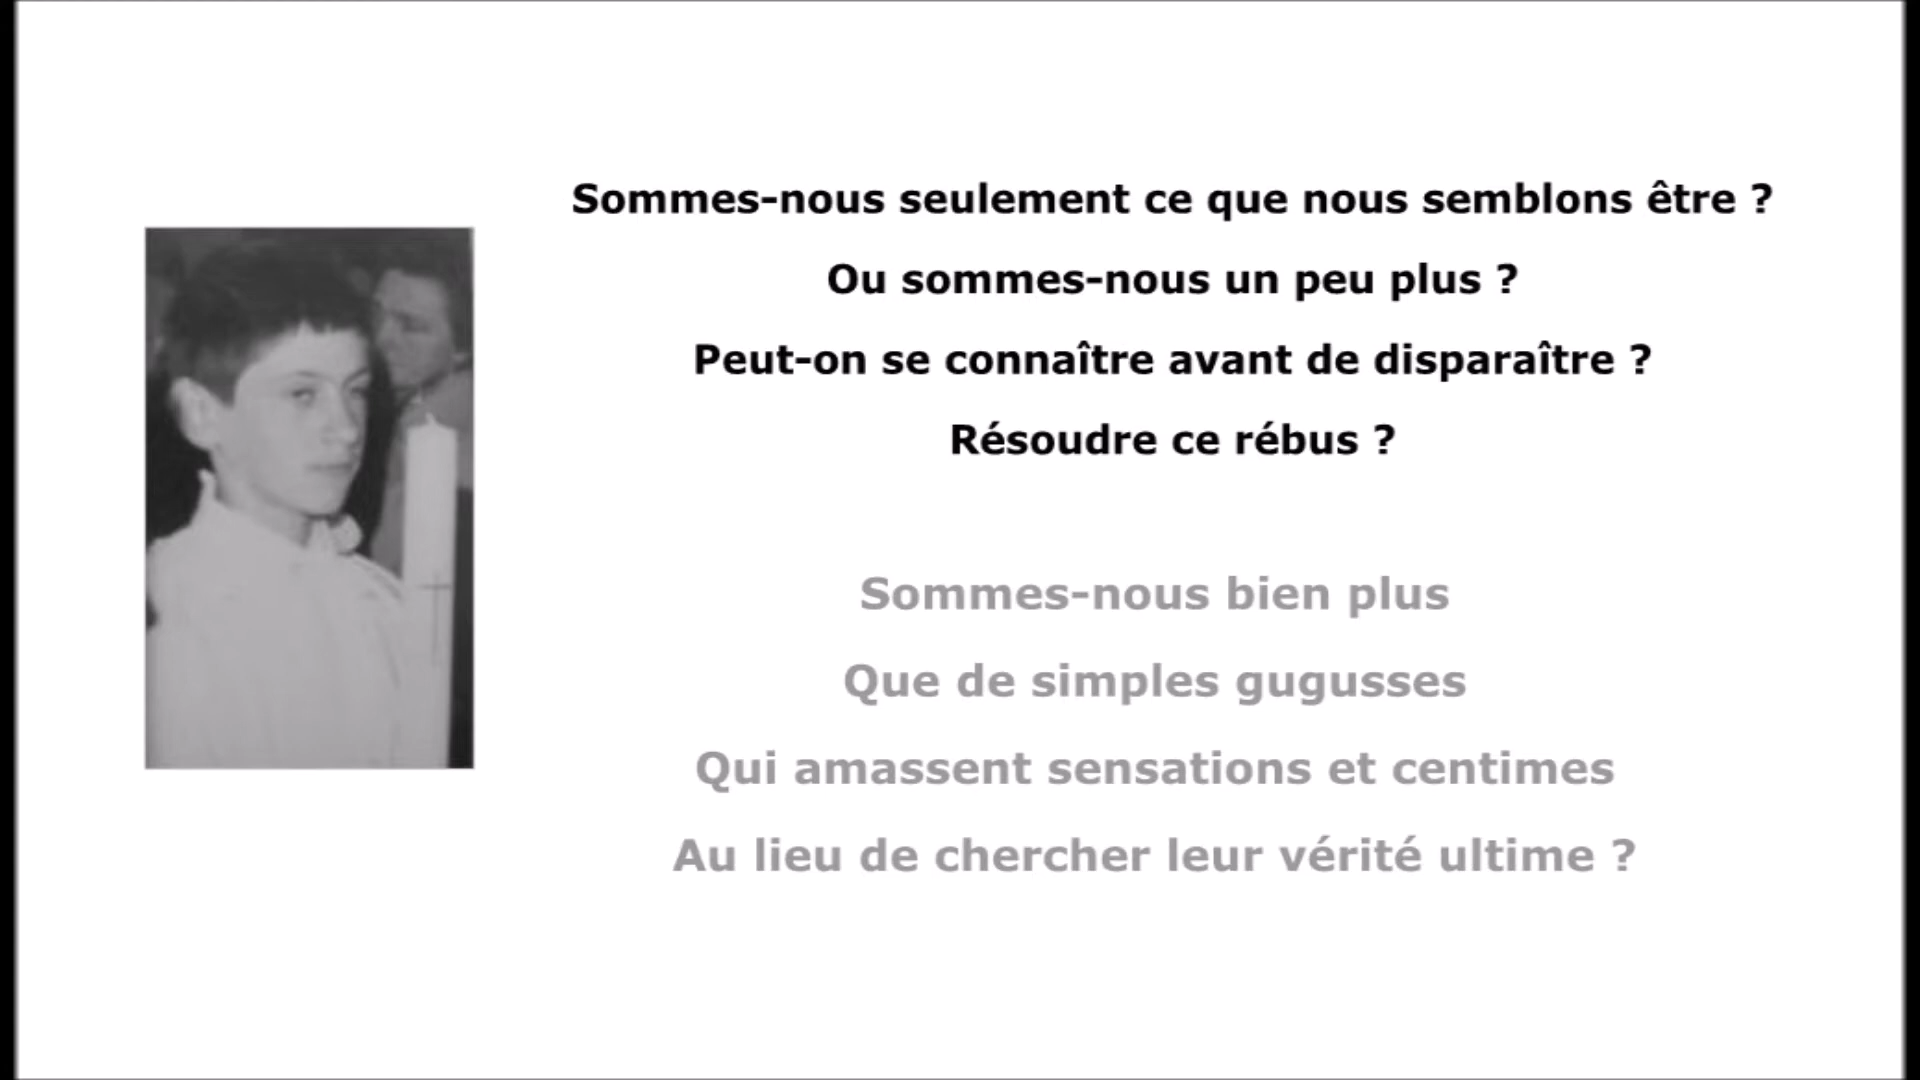 Sommes-nous seulement ce que nous semblons être ?
Ou sommes-nous un peu plus ?
Peut-on se connaître avant de disparaître ?
Résoudre ce rébus ?
Sommes-nous bien plus
Que de simples gugusses
Qui amassent sensations et centimes
Au lieu de chercher leur vérité ultime ?